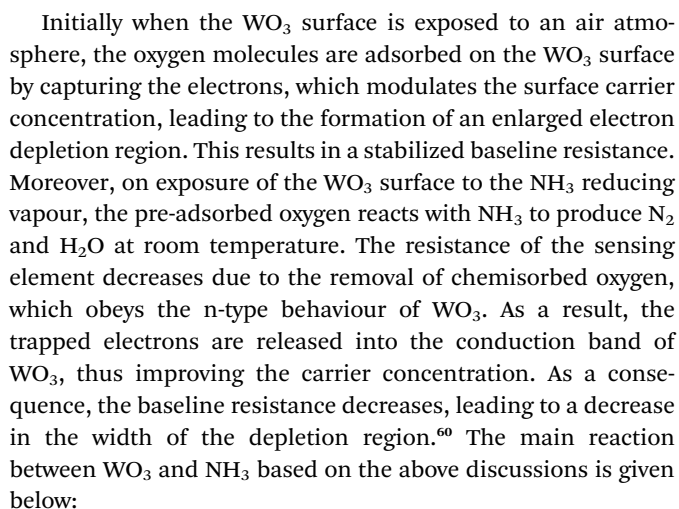 Initially when the WO₃ surface is exposed to an air atmo-
sphere, the oxygen molecules are adsorbed on the WO₃ surface
by capturing the electrons, which modulates the surface carrier
concentration, leading to the formation of an enlarged electron
depletion region. This results in a stabilized baseline resistance.
Moreover, on exposure of the WO₃ surface to the NH₃ reducing
vapour, the pre-adsorbed oxygen reacts with NH₃ to produce N₂
and H₂O at room temperature. The resistance of the sensing
element decreases due to the removal of chemisorbed oxygen,
which obeys the n-type behaviour of WO₃. As a result, the
trapped electrons are released into the conduction band of
WO₃, thus improving the carrier concentration. As a conse-
quence, the baseline resistance decreases, leading to a decrease
in the width of the depletion region.⁶⁰ The main reaction
between WO₃ and NH₃ based on the above discussions is given
below: